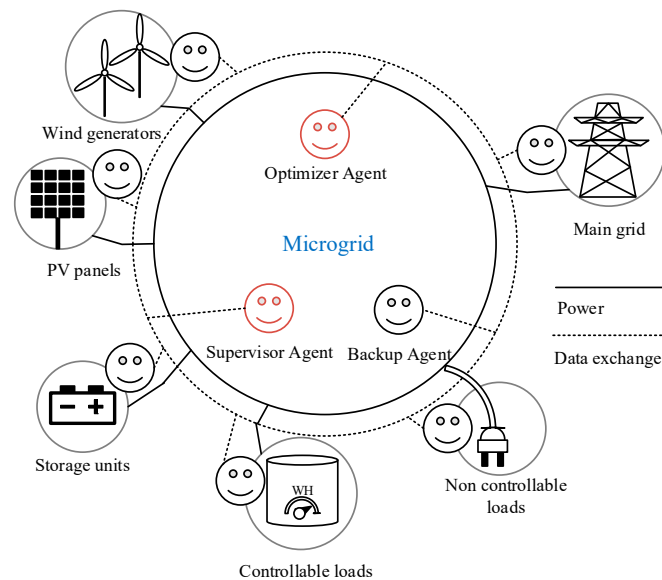 Wind generators
Optimizer Agent
Main grid
PV panels
Microgrid
Power
Supervisor Agent
Backup Agent
Data exchange
Storage units
WH
Non controllable
loads
Controllable loads